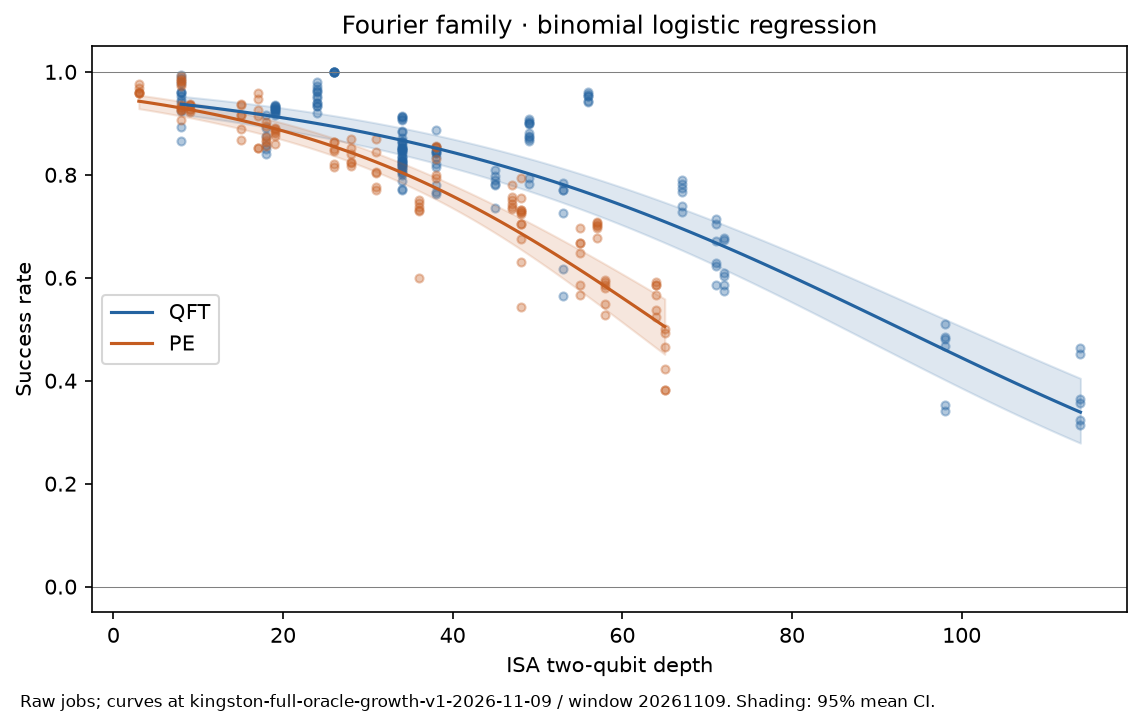 Fourier family · binomial logistic regression
Success rate
1.0
0.8
0.6
0.4
0.2
0.0
QFT
PE
0
20
40
60
80
100
ISA two-qubit depth
Raw jobs; curves at kingston-full-oracle-growth-v1-2026-11-09 / window 20261109. Shading: 95% mean CI.